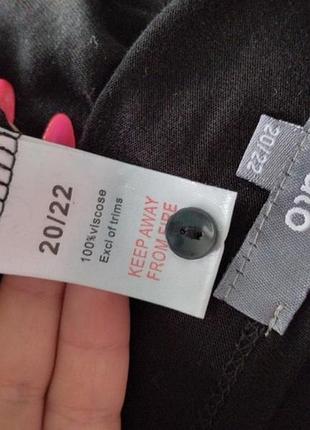 20/22
100%viscose
Excl of trims
KEEP AWAY
FROM FIRE
20/22